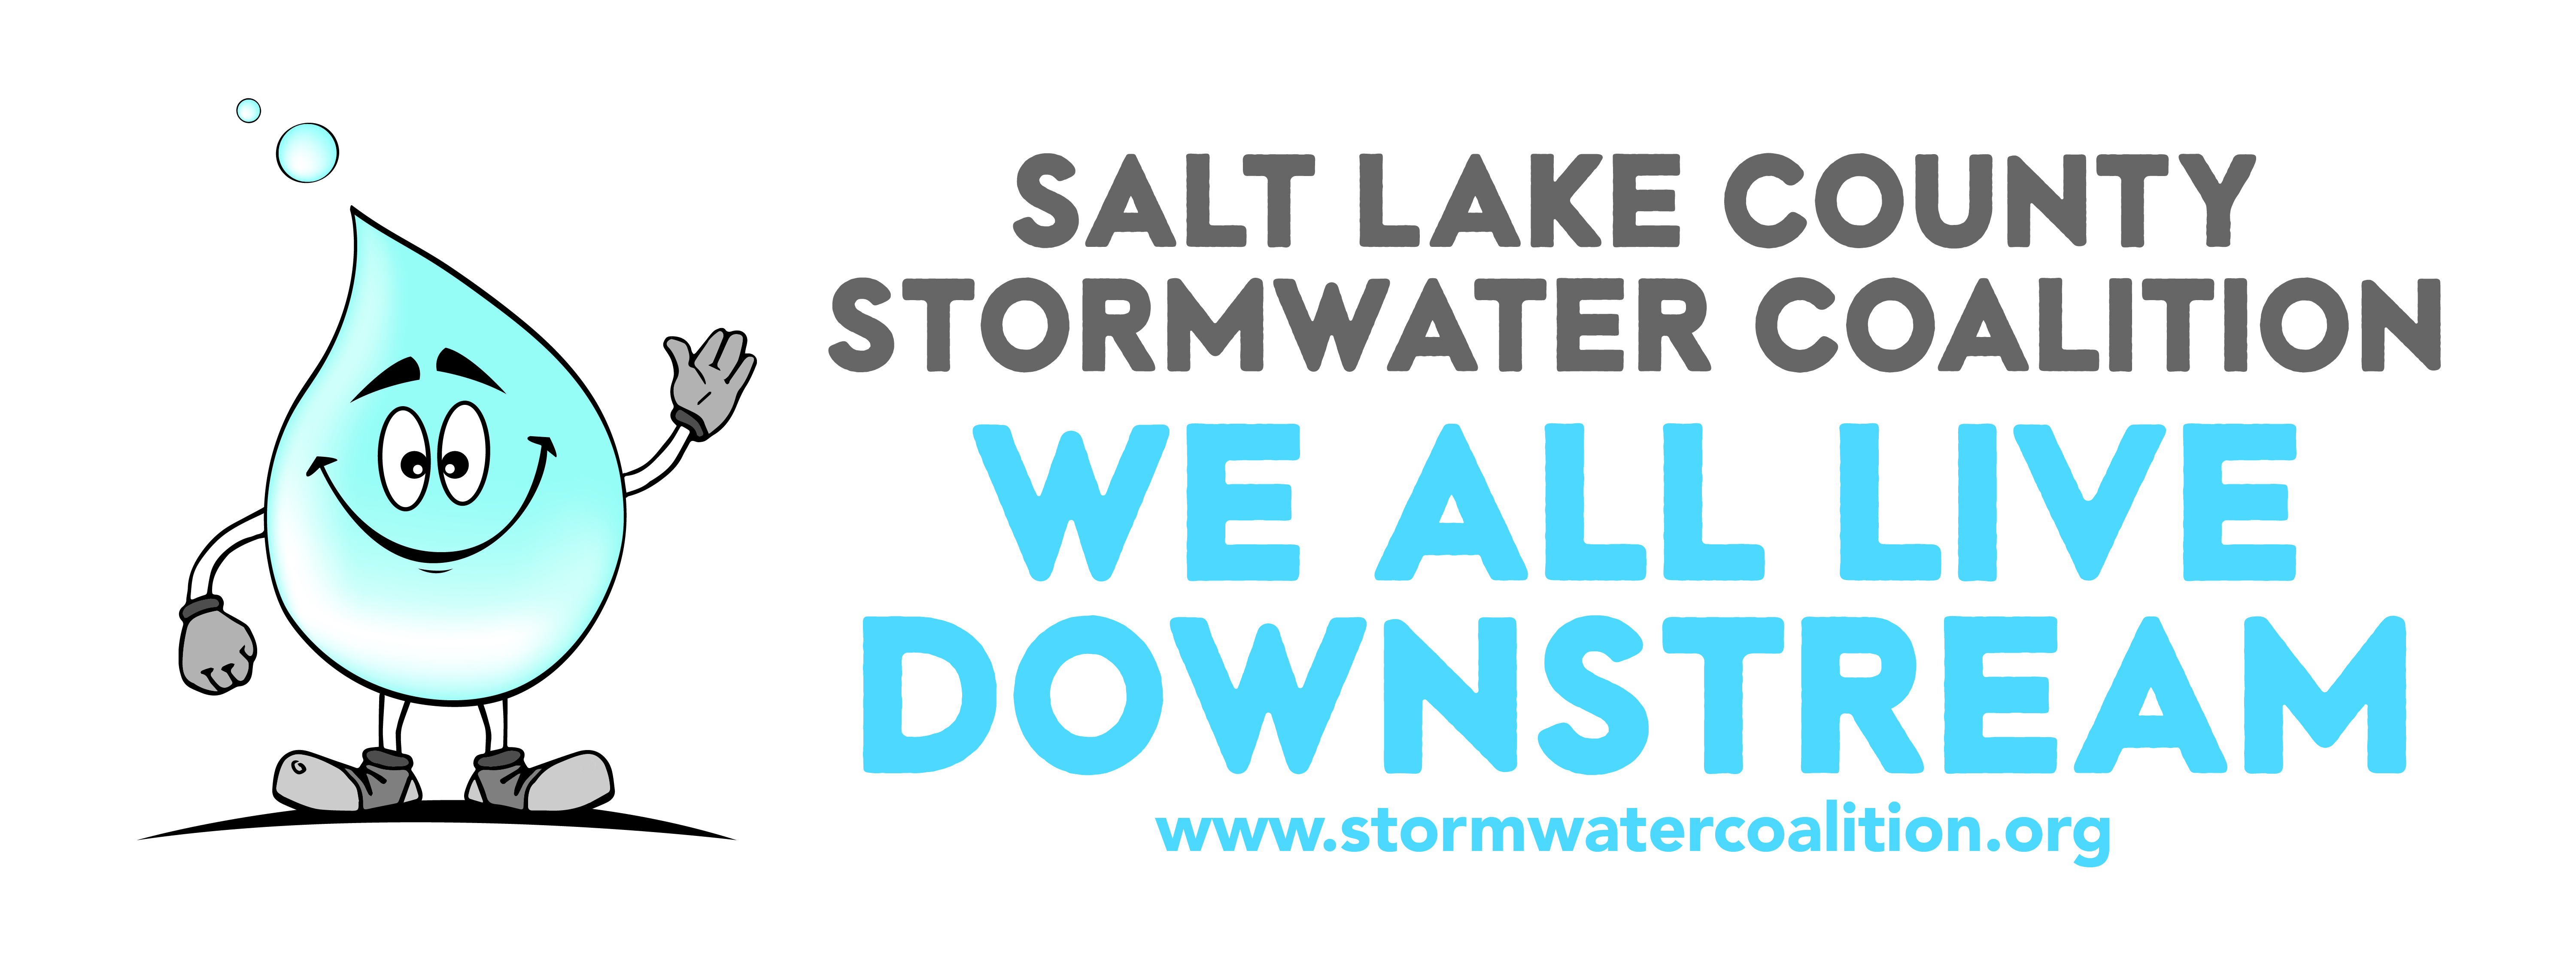 SALT LAKE COUNTY
STORMWATER COALITION
WE ALL LIVE
DOWNSTREAM
www.stormwatercoalition.org